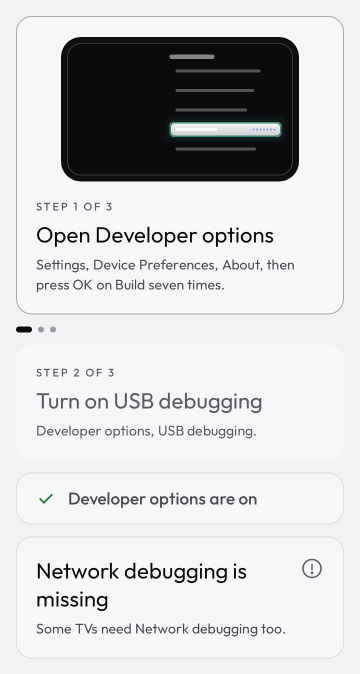 STEP 1 OF 3
Open Developer options
Settings, Device Preferences, About, then
press OK on Build seven times.
STEP 2 OF 3
Turn on USB debugging
Developer options, USB debugging.
Developer options are on
Network debugging is
missing
Some TVs need Network debugging too.